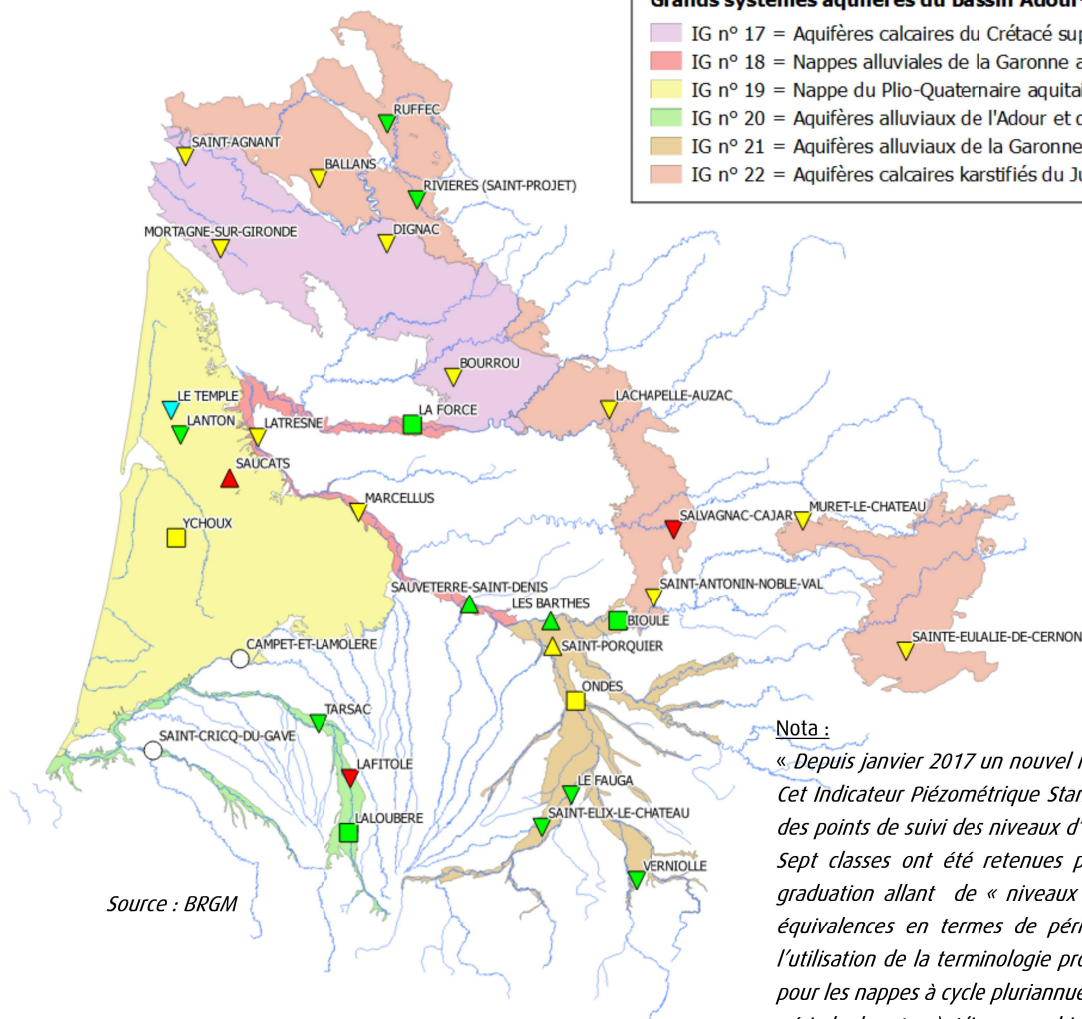 Grands systèmes aquifères du bassin Adour-
IG n° 17 = Aquifères calcaires du Crétacé sup
IG n° 18 = Nappes alluviales de la Garonne a
IG n° 19 = Nappe du Plio-Quaternaire aquitai
IG n° 20 = Aquifères alluviaux de l'Adour et d
IG n° 21 = Aquifères alluviaux de la Garonne
IG n° 22 = Aquifères calcaires karstifiés du Ju
RUFFEC
SAINT-AGNANT
BALLANS
RIVIERES (SAINT-PROJET)
MORTAGNE-SUR-GIRONDE
DIGNAC
BOURROU
LE TEMPLE
LACHAPELLE-AUZAC
LA FORCE
LANTON
LATRESNE
SAUCATS
MARCELLUS
MURET-LE-CHATEAU
SALVAGNAC-CAJAR
YCHOUX
SAUVETERRE-SAINT-DENIS
SAINT-ANTONIN-NOBLE-VAL
LES BARTHES
BIOULE
SAINTE-EULALIE-DE-CERNON
CAMPET-ET-LAMOLERE
SAINT-PORQUIER
ONDES
TARSAC
SAINT-CRICQ-DU-GAVE
LAFITOLE
LE FAUGA
LALOUBERE
SAINT-ELIX-LE-CHATEAU
VERNIOLLE
Source : BRGM
Nota :
« Depuis janvier 2017 un nouvel
Cet Indicateur Piézométrique Star
des points de suivi des niveaux d'
Sept classes ont été retenues p
graduation allant de « niveaux
équivalences en termes de péri
l'utilisation de la terminologie pro
pour les nappes à cycle pluriannue